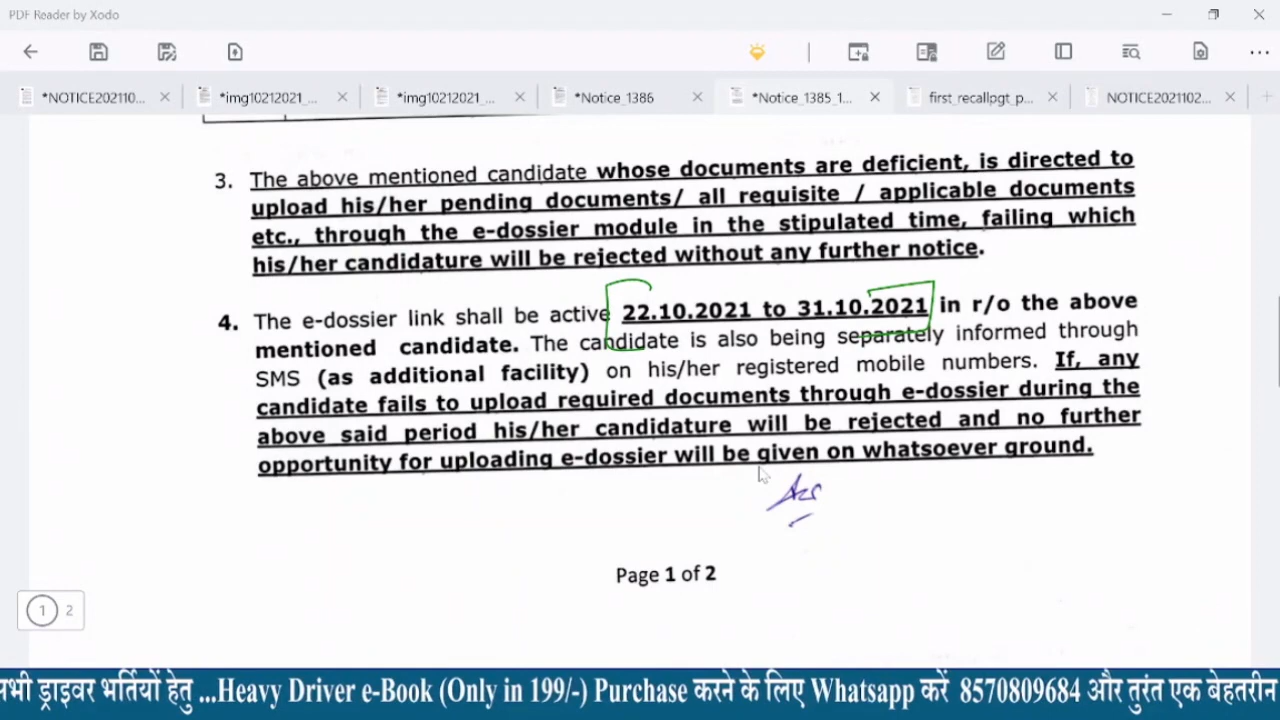 PDF Reader by Xodo
*NOTICE202110...
*img10212021_...
*img10212021_...
*Notice_1386
*Notice_1385_1...
first_recallpgt_p...
NOTICE2021102...
3. The above mentioned candidate whose documents are deficient, is directed to
upload his/her pending documents/ all requisite / applicable documents
etc., through the e-dossier module in the stipulated time, failing which
his/her candidature will be rejected without any further notice.
4. The e-dossier link shall be active 22.10.2021 to 31.10.2021 in r/o the above
mentioned candidate. The candidate is also being separately informed through
SMS (as additional facility) on his/her registered mobile numbers. If, any
candidate fails to upload required documents through e-dossier during the
above said period his/her candidature will be rejected and no further
opportunity for uploading e-dossier will be given on whatsoever ground.
Page 1 of 2
1 2
सभी ड्राइवर भर्तियों हेतु ...Heavy Driver e-Book (Only in 199/-) Purchase करने के लिए Whatsapp करें 8570809684 और तुरंत एक बेहतरीन